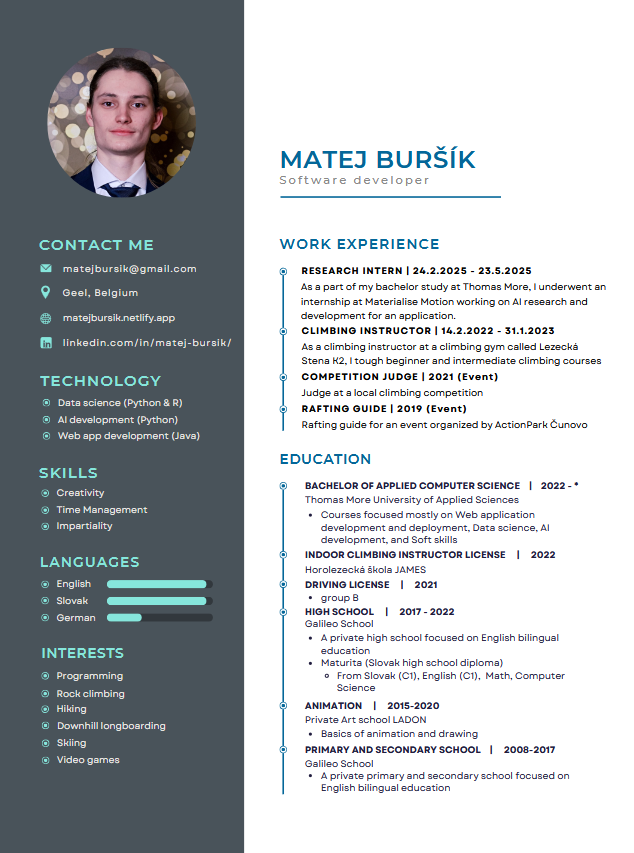 MATEJ BURŠÍK
Software developer
CONTACT ME
matejbursik@gmail.com
Geel, Belgium
matejbursik.netlify.app
linkedin.com/in/matej-bursik/
TECHNOLOGY
Data science (Python & R)
AI development (Python)
Web app development (Java)
SKILLS
Creativity
Time Management
Impartiality
LANGUAGES
English
Slovak
German
INTERESTS
Programming
Rock climbing
Hiking
Downhill longboarding
Skiing
Video games
WORK EXPERIENCE
RESEARCH INTERN | 24.2.2025 - 23.5.2025
As a part of my bachelor study at Thomas More, I underwent an
internship at Materialise Motion working on AI research and
development for an application.
CLIMBING INSTRUCTOR | 14.2.2022 - 31.1.2023
As a climbing instructor at a climbing gym called Lezecká
Stena K2, I tough beginner and intermediate climbing courses
COMPETITION JUDGE | 2021 (Event)
Judge at a local climbing competition
RAFTING GUIDE | 2019 (Event)
Rafting guide for an event organized by ActionPark Čunovo
EDUCATION
BACHELOR OF APPLIED COMPUTER SCIENCE | 2022 - *
Thomas More University of Applied Sciences
• Courses focused mostly on Web application
development and deployment, Data science, AI
development, and Soft skills
INDOOR CLIMBING INSTRUCTOR LICENSE | 2022
Horolezecká škola JAMES
DRIVING LICENSE | 2021
• group B
HIGH SCHOOL | 2017 - 2022
Galileo School
• A private high school focused on English bilingual
education
• Maturita (Slovak high school diploma)
From Slovak (C1), English (C1), Math, Computer
Science
ANIMATION | 2015-2020
Private Art school LADON
• Basics of animation and drawing
PRIMARY AND SECONDARY SCHOOL | 2008-2017
Galileo School
• A private primary and secondary school focused on
English bilingual education